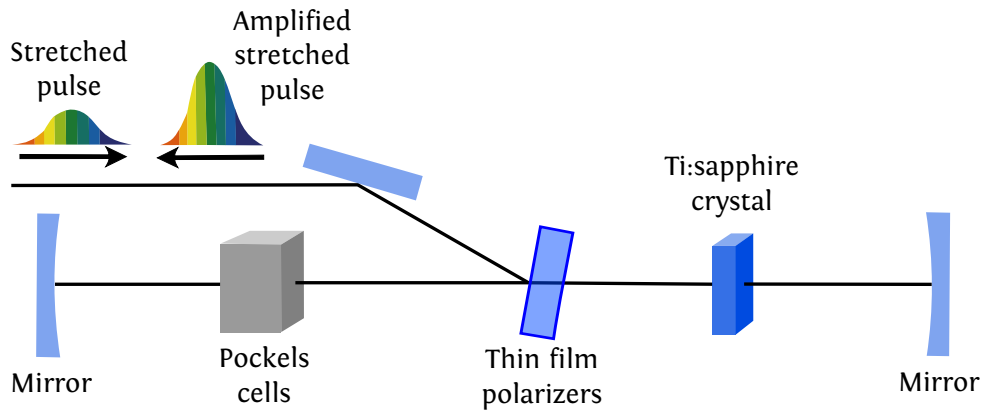 Stretched
pulse
Amplified
stretched
pulse
Ti:sapphire
crystal
Mirror
Pockels
cells
Thin film
polarizers
Mirror